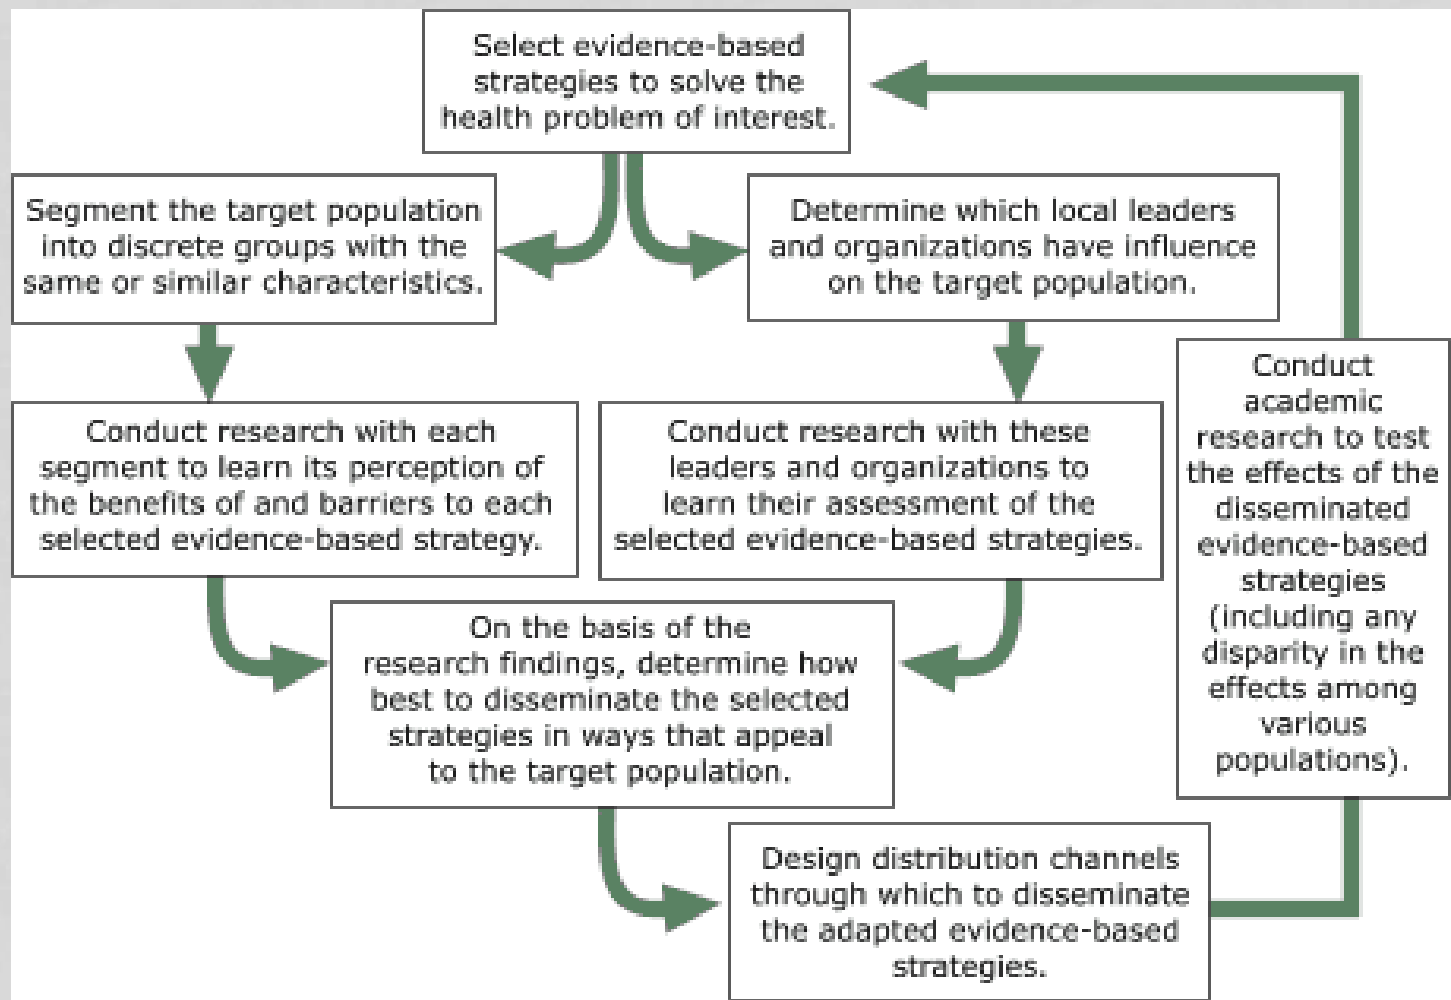 Select evidence-based
strategies to solve the
health problem of interest.
Segment the target population
into discrete groups with the
same or similar characteristics.
Determine which local leaders
and organizations have influence
on the target population.
Conduct research with each
segment to learn its perception of
the benefits of and barriers to each
selected evidence-based strategy.
Conduct research with these
leaders and organizations to
learn their assessment of the
selected evidence-based strategies.
On the basis of the
research findings, determine how
best to disseminate the selected
strategies in ways that appeal
to the target population.
Design distribution channels
through which to disseminate
the adapted evidence-based
strategies.
Conduct
academic
research to test
the effects of the
disseminated
evidence-based
strategies
(including any
disparity in the
effects among
various
populations).